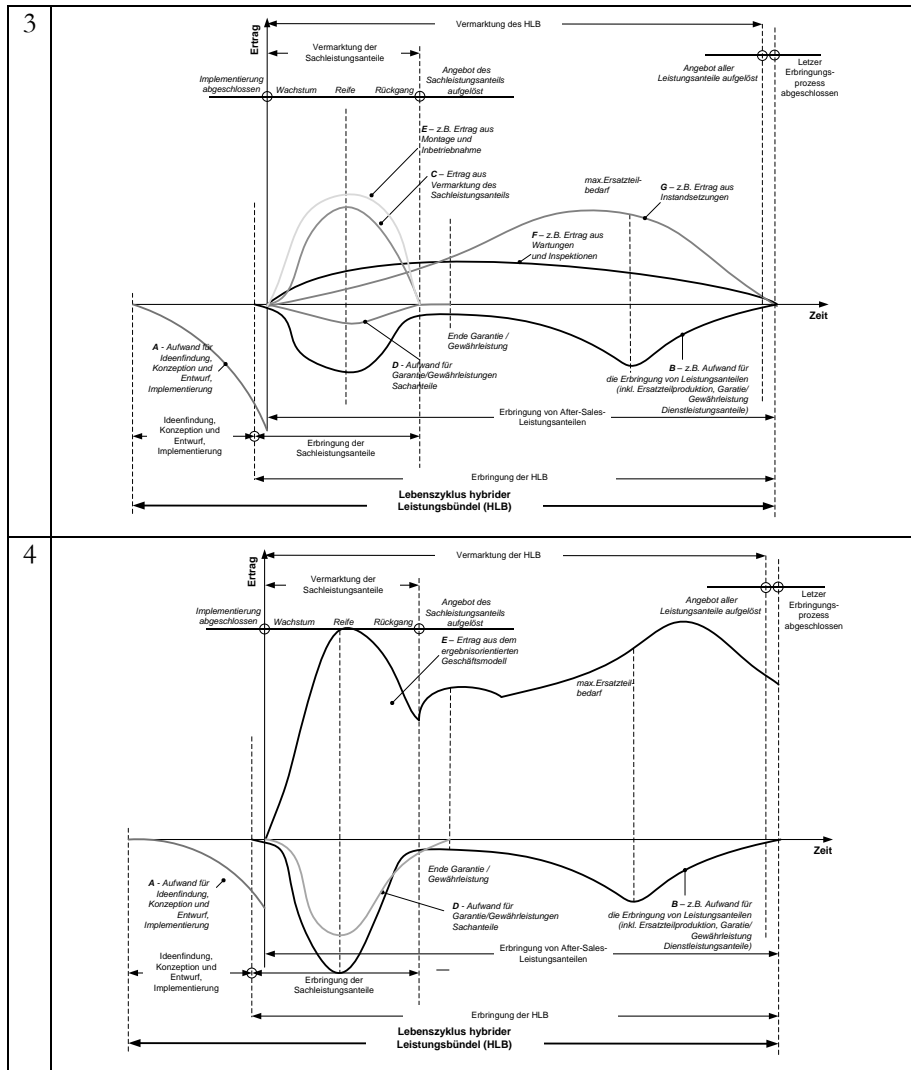 3
Vermarktung des HLB
Ertrag
Vermarktung der
Sachleistungsanteile
Implementierung
abgeschlossen
Wachstum
Reife
Rückgang
Angebot des
Sachleistungsanteils
aufgelöst
Angebot aller
Leistungsanteile aufgelöst
Letzer
Erbringungs-
prozess
abgeschlossen
E – z.B. Ertrag aus
Montage und
Inbetriebnahme
C – Ertrag aus
Vermarktung des
Sachleistungsanteils
max.Ersatzteil-
bedarf
G – z.B. Ertrag aus
Instandsetzungen
F – z.B. Ertrag aus
Wartungen
und Inspektionen
Zeit
A - Aufwand für
Ideenfindung,
Konzeption und
Entwurf,
Implementierung
Ende Garantie /
Gewährleistung
D - Aufwand für
Garantie/Gewährleistungen
Sachanteile
B – z.B. Aufwand für
die Erbringung von Leistungsanteilen
(inkl. Ersatzteilproduktion, Garatie/
Gewährleistung
Dienstleistungsanteile)
Erbringung von After-Sales-
Leistungsanteilen
Ideenfindung,
Konzeption und
Entwurf,
Implementierung
Erbringung der
Sachleistungsanteile
Erbringung der HLB
Lebenszyklus hybrider
Leistungsbündel (HLB)
4
Vermarktung der HLB
Ertrag
Vermarktung der
Sachleistungsanteile
Implementierung
abgeschlossen
Wachstum
Reife
Rückgang
Angebot des
Sachleistungsanteils
aufgelöst
Angebot aller
Leistungsanteile aufgelöst
Letzer
Erbringungs-
prozess
abgeschlossen
E – Ertrag aus dem
ergebnisorientierten
Geschäftsmodell
max.Ersatzteil-
bedarf
Zeit
A - Aufwand für
Ideenfindung,
Konzeption und
Entwurf,
Implementierung
Ende Garantie /
Gewährleistung
D - Aufwand für
Garantie/Gewährleistungen
Sachanteile
B – z.B. Aufwand für
die Erbringung von Leistungsanteilen
(inkl. Ersatzteilproduktion, Garatie/
Gewährleistung
Dienstleistungsanteile)
Erbringung von After-Sales-
Leistungsanteilen
Ideenfindung,
Konzeption und
Entwurf,
Implementierung
Erbringung der
Sachleistungsanteile
Erbringung der HLB
Lebenszyklus hybrider
Leistungsbündel (HLB)